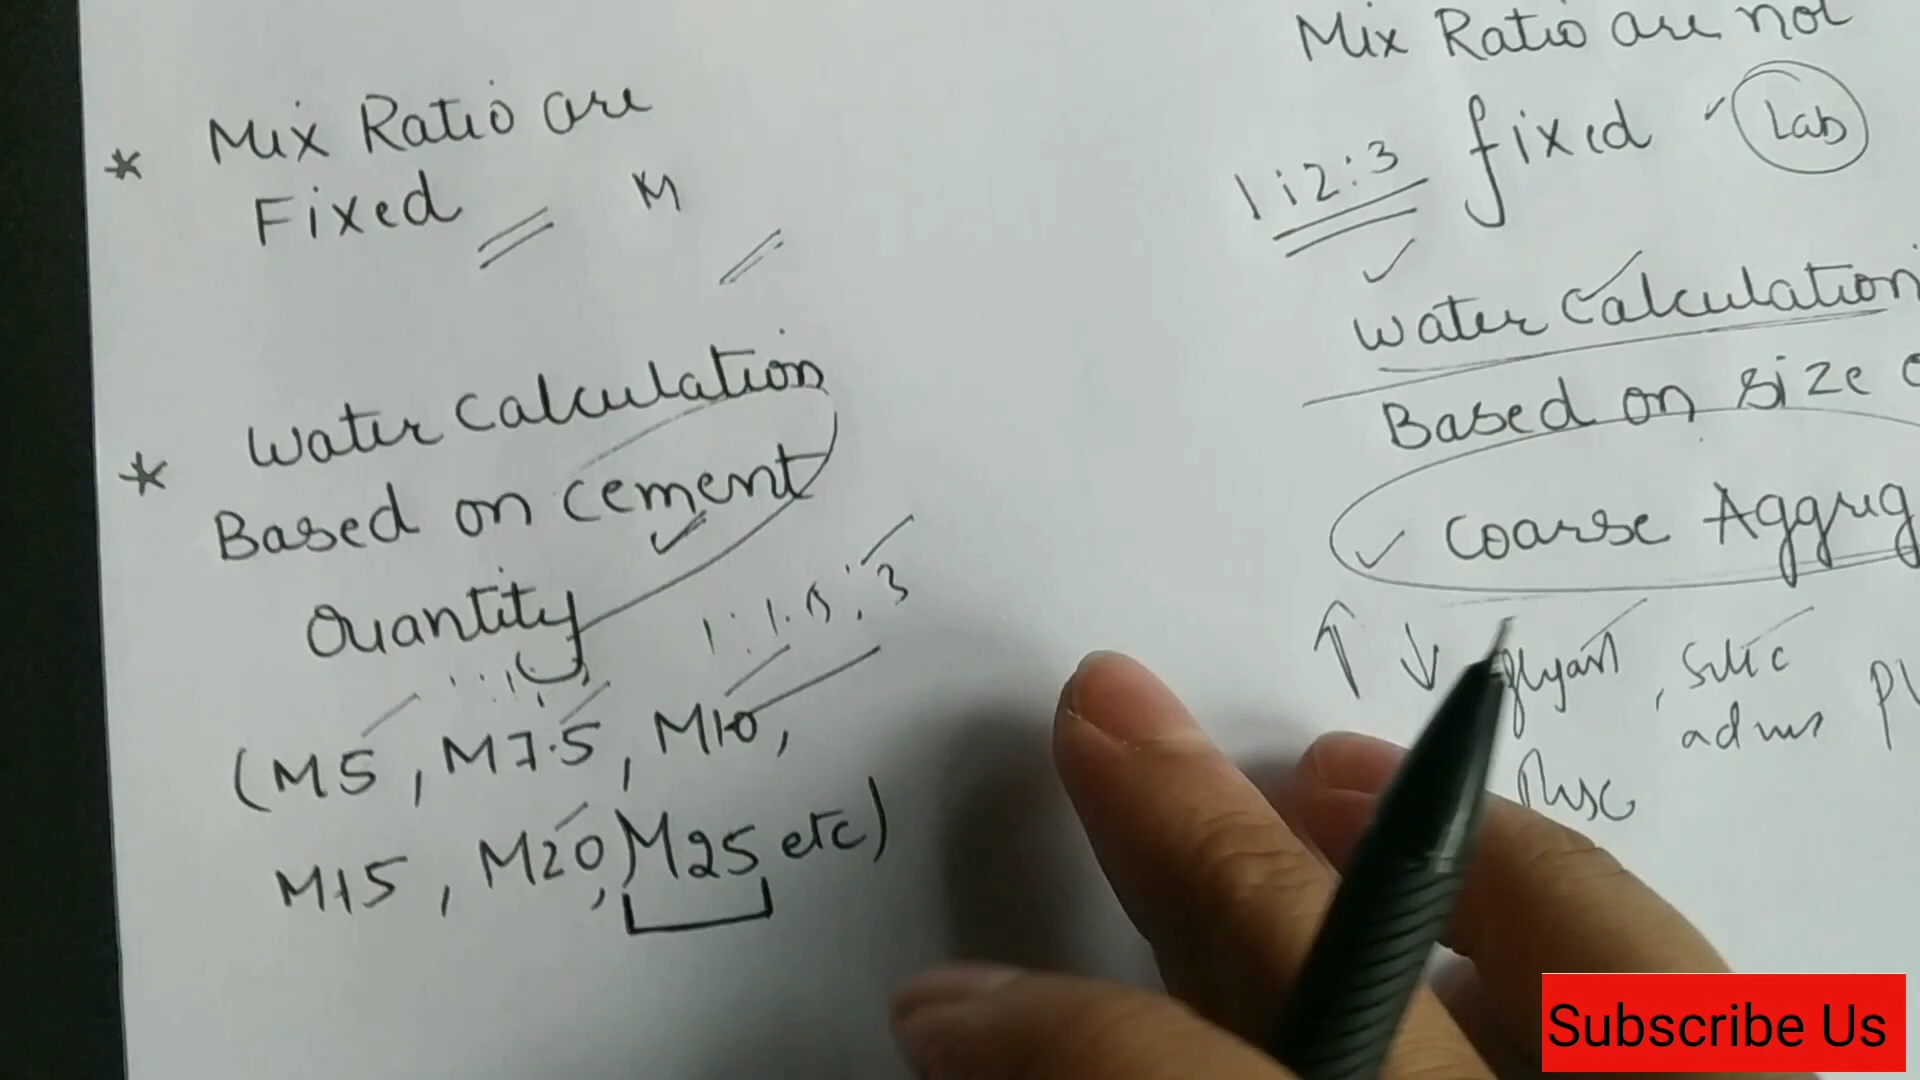 * Mix Ratio are
Fixed
M
* Water Calculation
Based on Cement
Quantity
1:1.5:3
(M5, M7.5, M10,
M15, M20, M25 etc)
Mix Ratio are not
1:2:3 fixed Lab
Water Calculation
Based on size
Coarse Aggreg
Subscribe Us